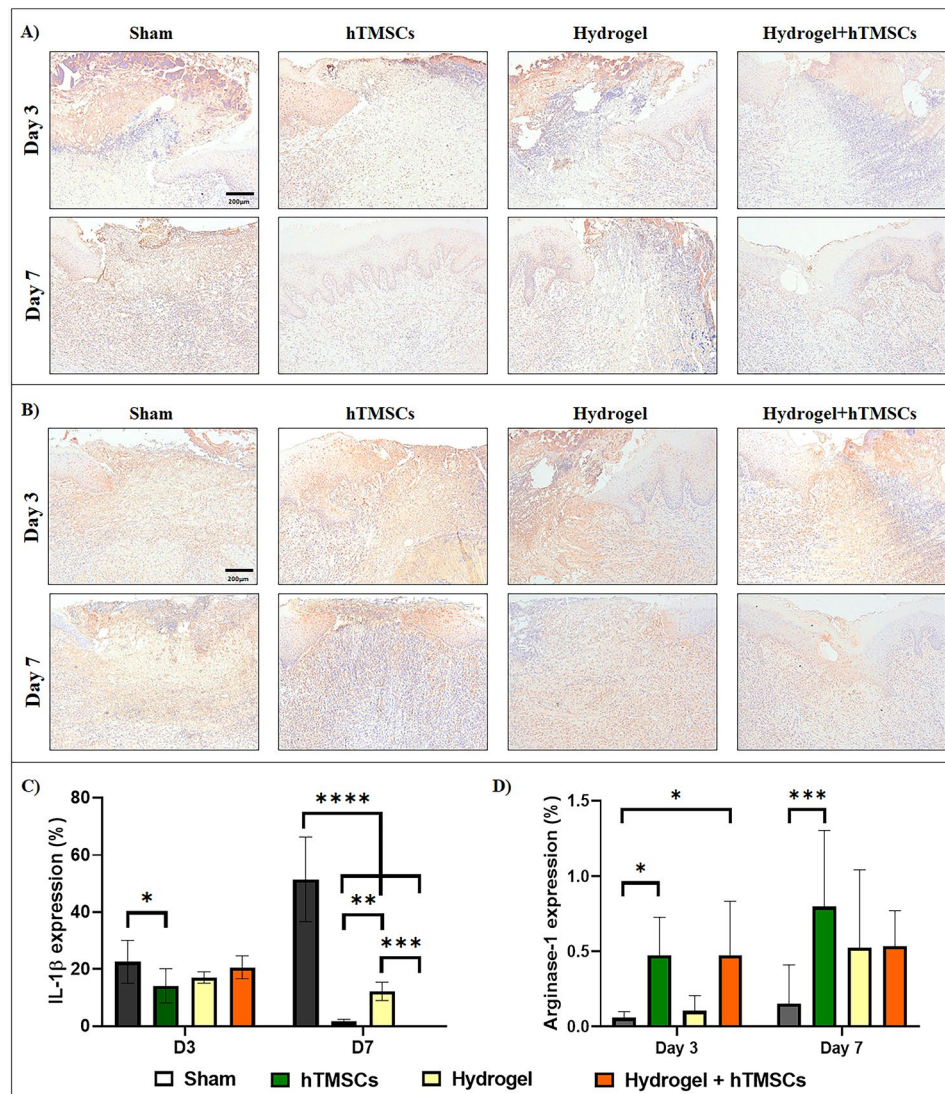 A)
Sham hTMSCs Hydrogel Hydrogel+hTMSCs
Day 3
200µm
Day 7
B)
Sham hTMSCs Hydrogel Hydrogel+hTMSCs
Day 3
200µm
Day 7
C)
IL-1β expression (%)
80
60
40
20
0
*
****
**
***
D3 D7
D)
Arginase-1 expression (%)
1.5
1.0
0.5
0.0
*
*
***
Day 3 Day 7
Sham hTMSCs Hydrogel Hydrogel + hTMSCs